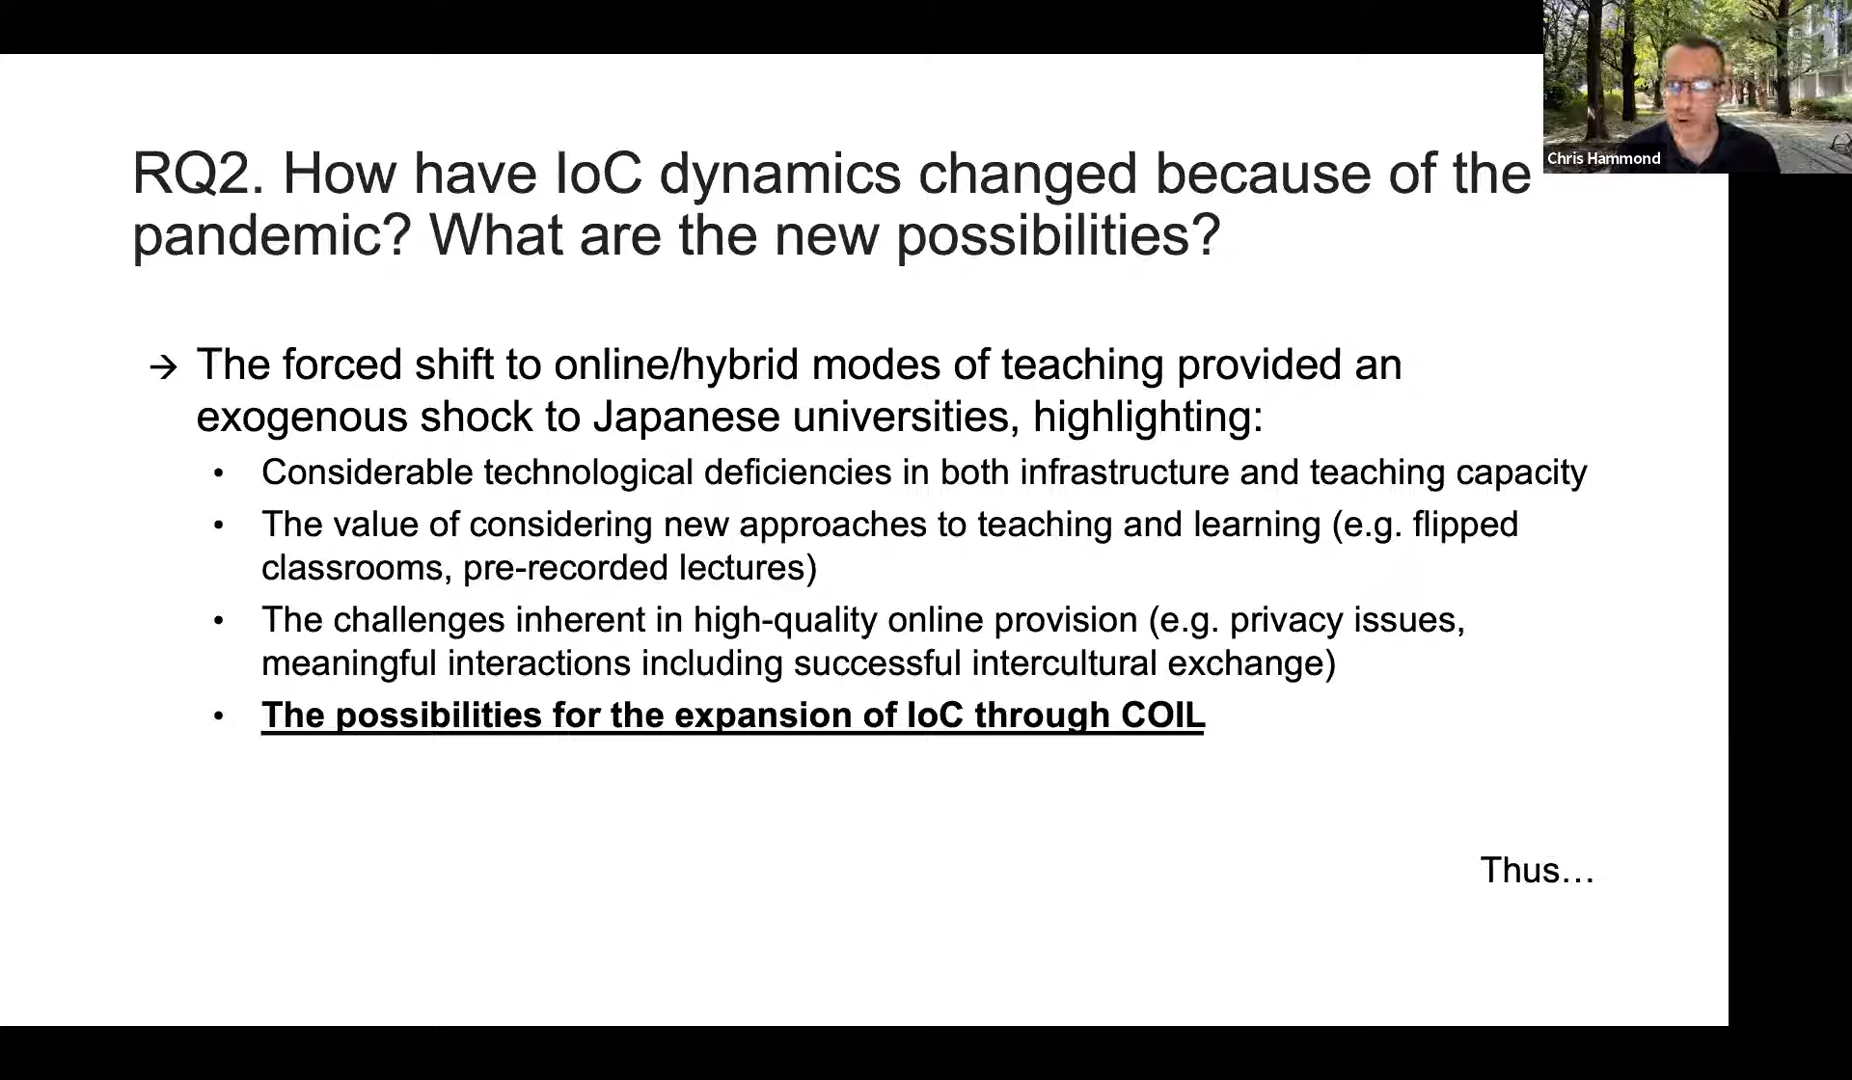 Chris Hammond
RQ2. How have IoC dynamics changed because of the
pandemic? What are the new possibilities?
→ The forced shift to online/hybrid modes of teaching provided an
exogenous shock to Japanese universities, highlighting:
• Considerable technological deficiencies in both infrastructure and teaching capacity
• The value of considering new approaches to teaching and learning (e.g. flipped
classrooms, pre-recorded lectures)
• The challenges inherent in high-quality online provision (e.g. privacy issues,
meaningful interactions including successful intercultural exchange)
• The possibilities for the expansion of IoC through COIL
Thus…